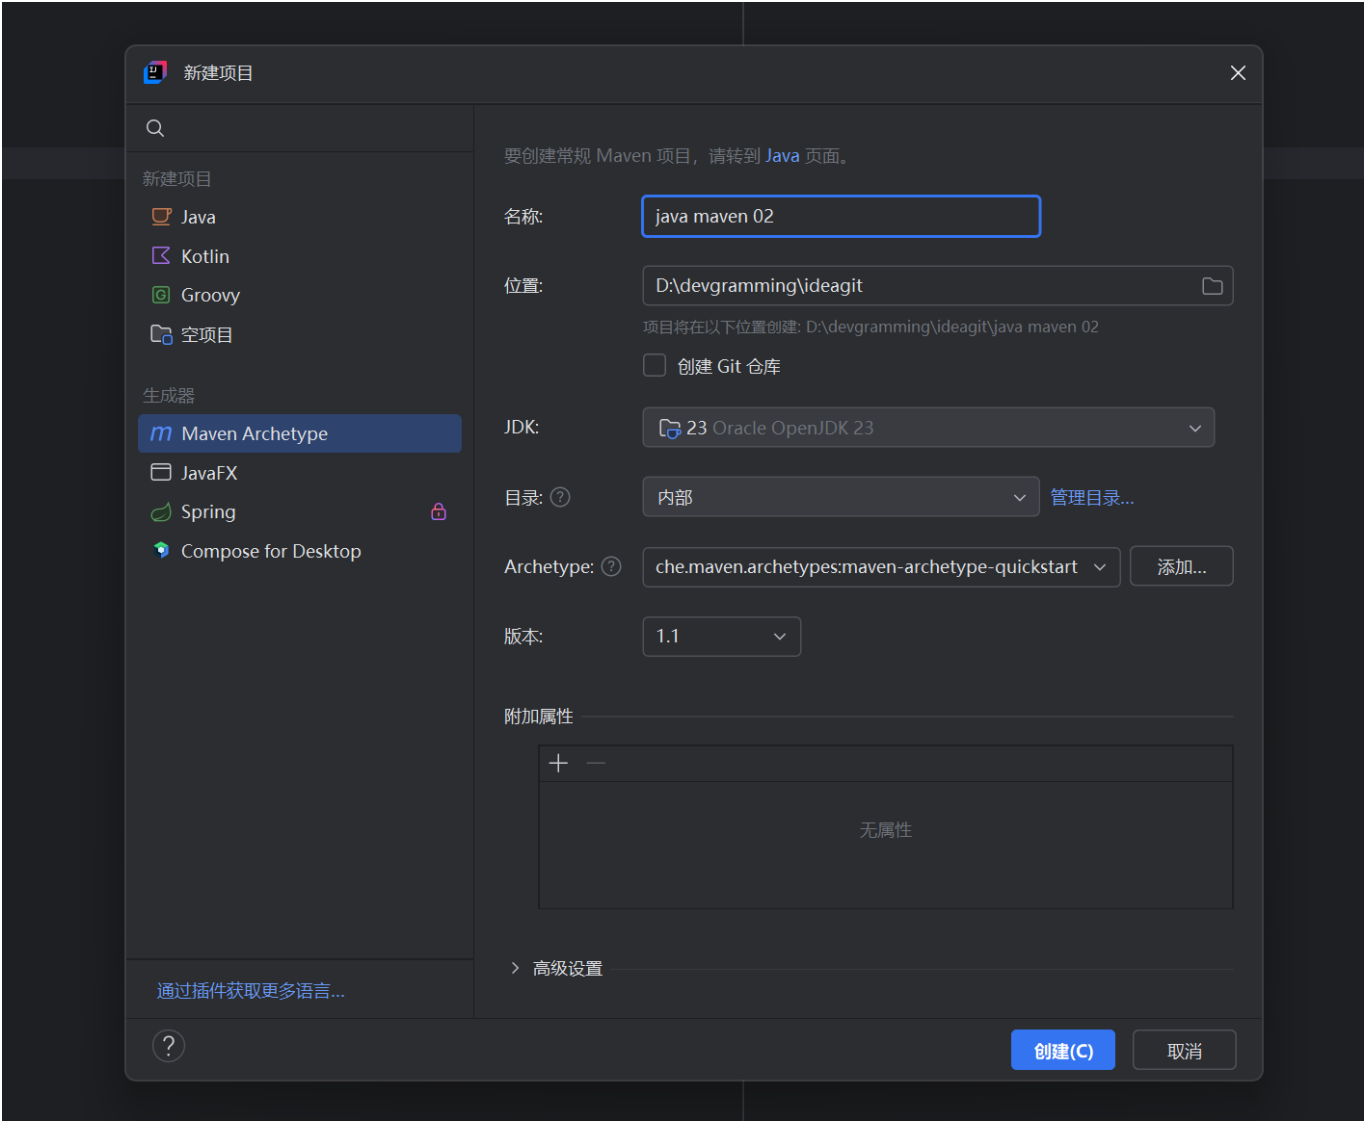 新建项目
新建项目
Java
Kotlin
Groovy
空项目
生成器
Maven Archetype
JavaFX
Spring
Compose for Desktop
通过插件获取更多语言...
要创建常规 Maven 项目，请转到 Java 页面。
名称: java maven 02
位置: D:\devgramming\ideagit
项目将在以下位置创建: D:\devgramming\ideagit\java maven 02
创建 Git 仓库
JDK: 23 Oracle OpenJDK 23
目录: ? 内部 管理目录...
Archetype: ? che.maven.archetypes:maven-archetype-quickstart 添加...
版本: 1.1
附加属性
无属性
高级设置
? 创建(C) 取消